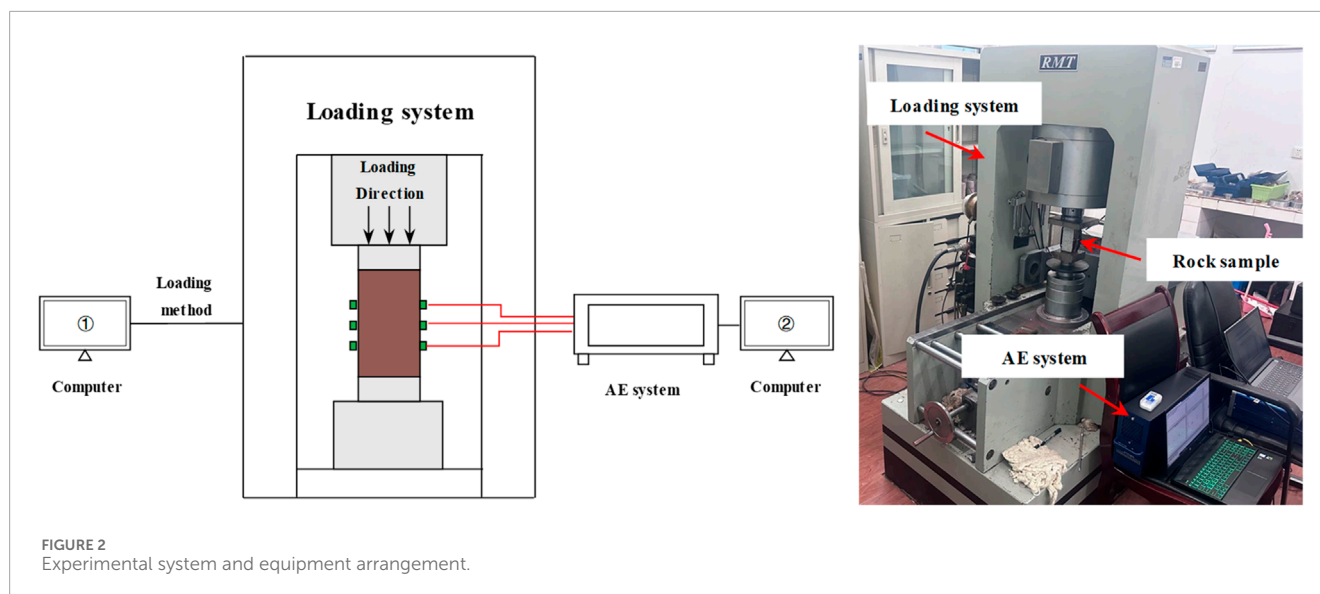 Loading system
Loading
Direction
Loading
method
①
Computer
AE system
②
Computer
RMT
Loading system
Rock sample
AE system
FIGURE 2
Experimental system and equipment arrangement.